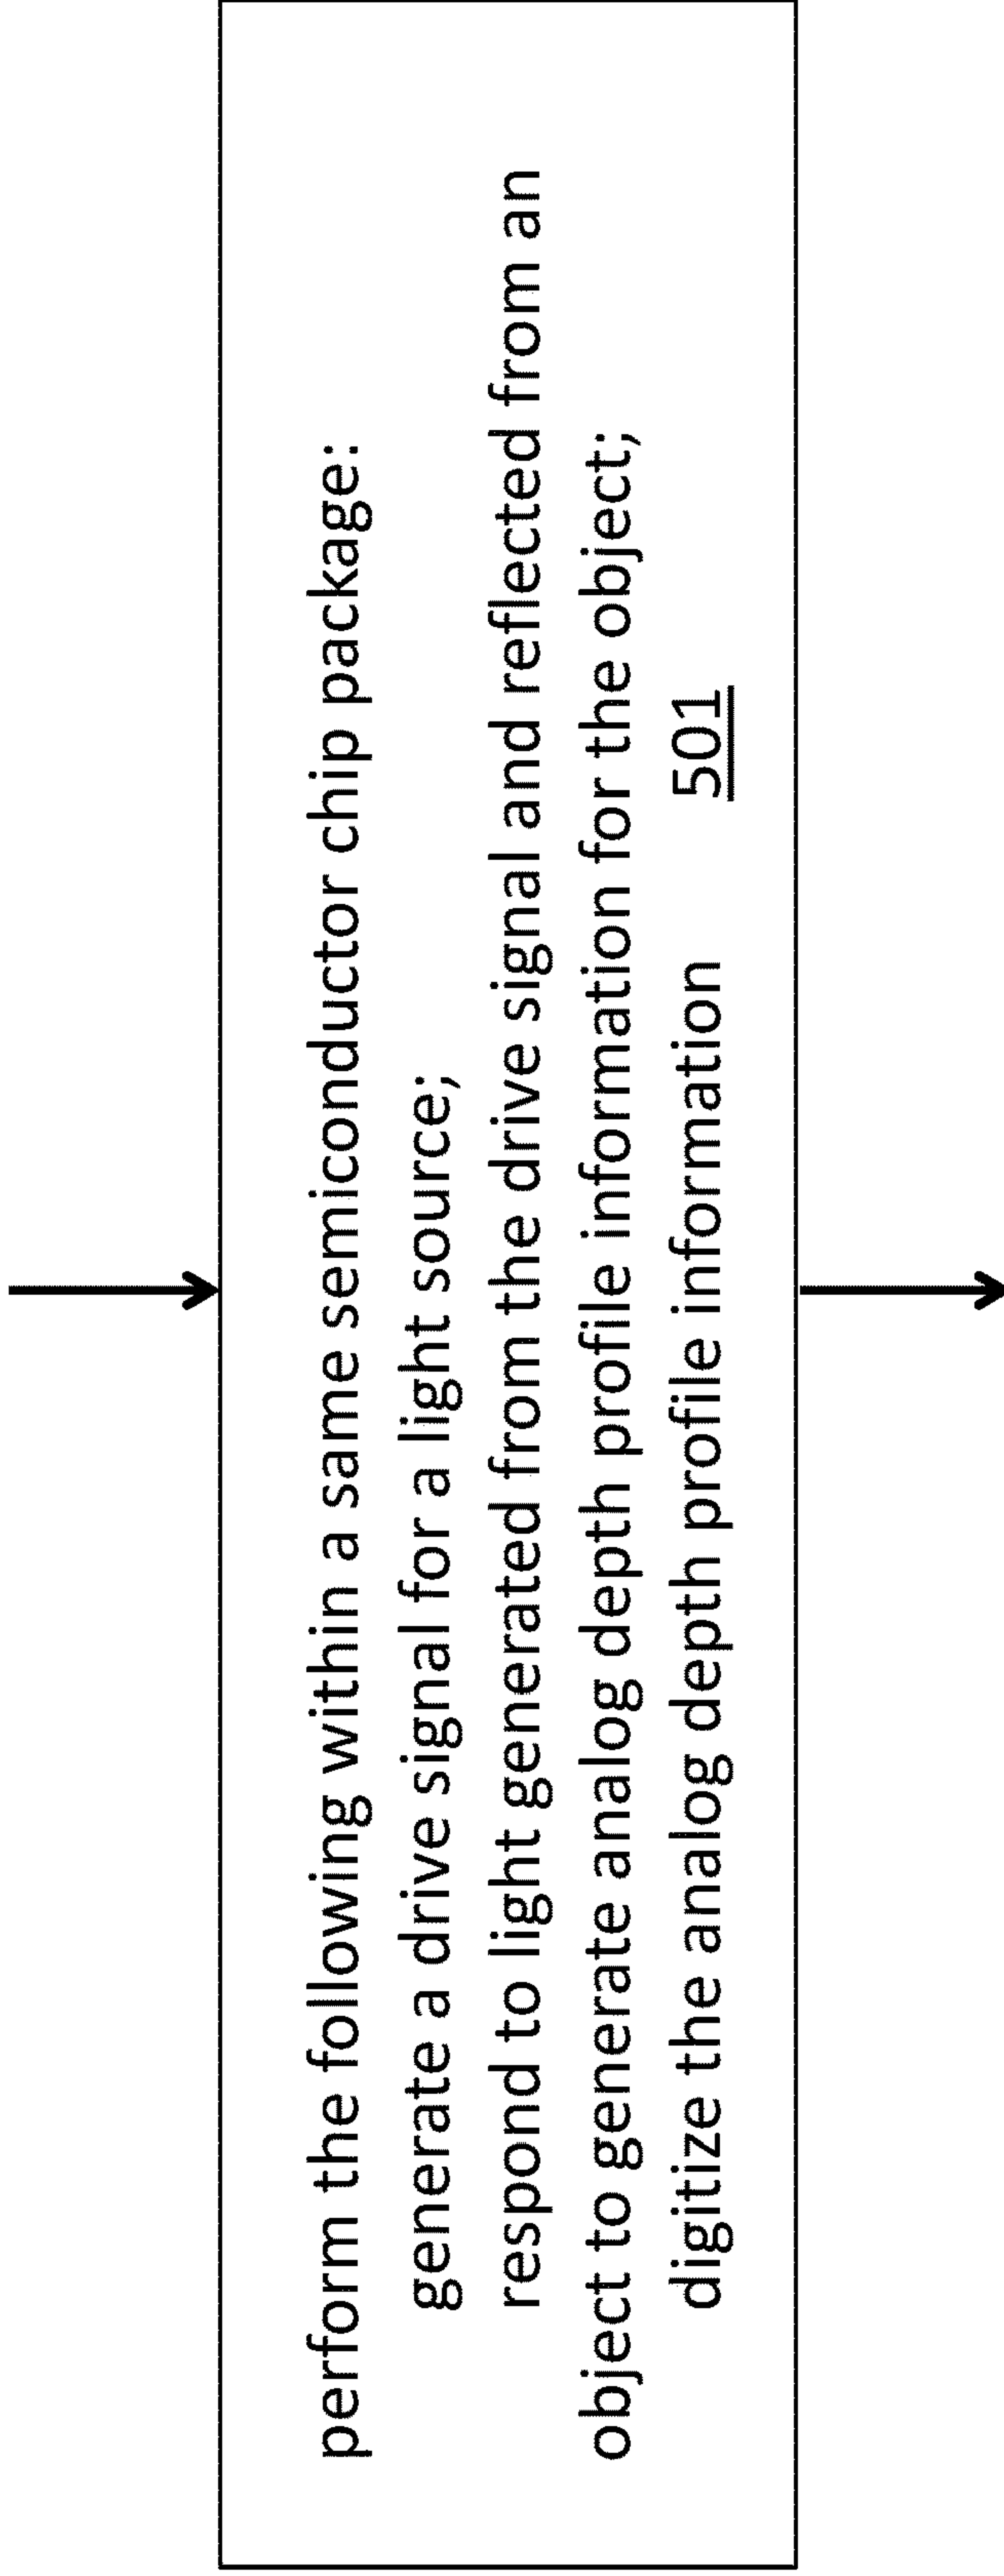 perform the following within a same semiconductor chip package:
generate a drive signal for a light source;
respond to light generated from the drive signal and reflected from an
object to generate analog depth profile information for the object;
digitize the analog depth profile information 501